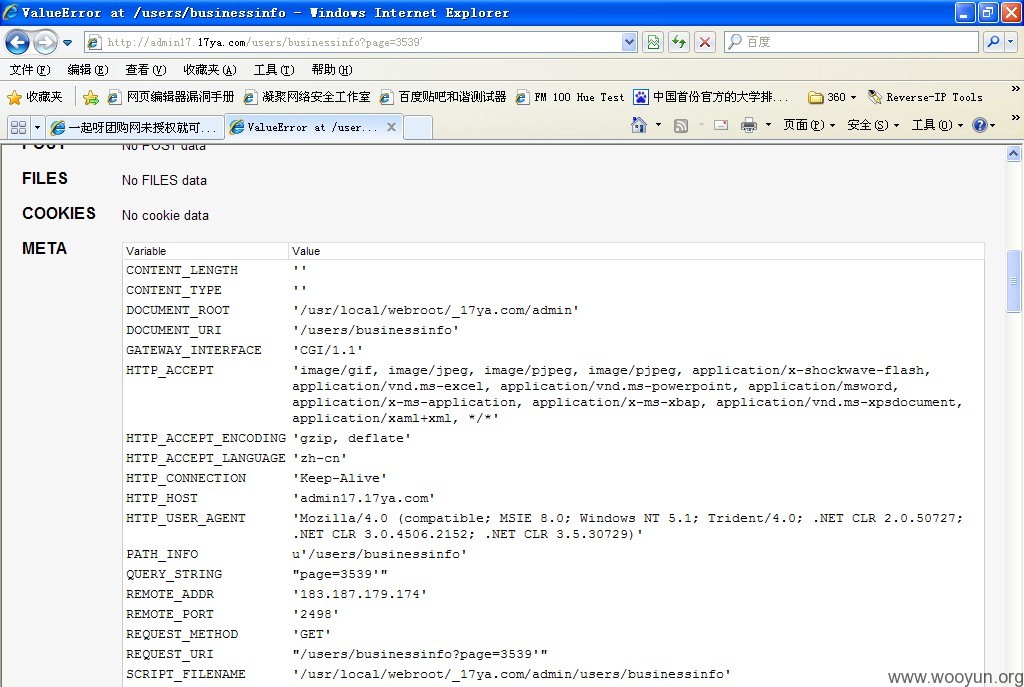 ValueError at /users/businessinfo - Windows Internet Explorer
http://admin17.17ya.com/users/businessinfo?page=3539'
百度
文件(F) 编辑(E) 查看(V) 收藏夹(A) 工具(T) 帮助(H)
收藏夹 网页编辑器漏洞手册 凝聚网络安全工作室 百度贴吧和谐测试器 FM 100 Hue Test 中国首份官方的大学排... 360 Reverse-IP Tools
一起呀团购网未授权就可... ValueError at /user... 页面(P) 安全(S) 工具(O)
POST No POST data
FILES No FILES data
COOKIES No cookie data
META Variable Value
CONTENT_LENGTH ''
CONTENT_TYPE ''
DOCUMENT_ROOT '/usr/local/webroot/_17ya.com/admin'
DOCUMENT_URI '/users/businessinfo'
GATEWAY_INTERFACE 'CGI/1.1'
HTTP_ACCEPT 'image/gif, image/jpeg, image/pjpeg, image/pjpeg, application/x-shockwave-flash,
application/vnd.ms-excel, application/vnd.ms-powerpoint, application/msword,
application/x-ms-application, application/x-ms-xbap, application/vnd.ms-xpsdocument,
application/xaml+xml, */*'
HTTP_ACCEPT_ENCODING 'gzip, deflate'
HTTP_ACCEPT_LANGUAGE 'zh-cn'
HTTP_CONNECTION 'Keep-Alive'
HTTP_HOST 'admin17.17ya.com'
HTTP_USER_AGENT 'Mozilla/4.0 (compatible; MSIE 8.0; Windows NT 5.1; Trident/4.0; .NET CLR 2.0.50727;
.NET CLR 3.0.4506.2152; .NET CLR 3.5.30729)'
PATH_INFO u'/users/businessinfo'
QUERY_STRING "page=3539'"
REMOTE_ADDR '183.187.179.174'
REMOTE_PORT '2498'
REQUEST_METHOD 'GET'
REQUEST_URI "/users/businessinfo?page=3539'"
SCRIPT_FILENAME '/usr/local/webroot/_17ya.com/admin/users/businessinfo'
www.wooyun.org